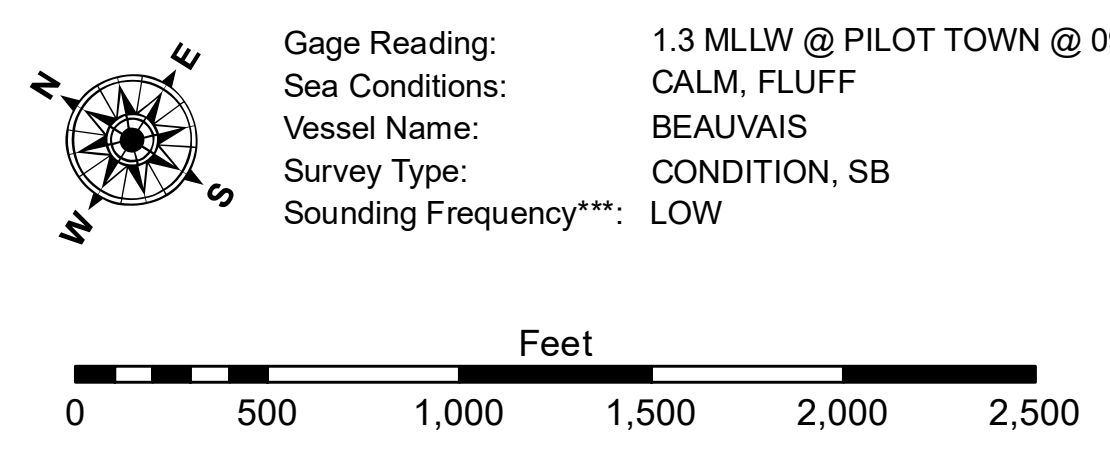 N
E
S
W
Gage Reading: 1.3 MLLW @ PILOT TOWN @
Sea Conditions: CALM, FLUFF
Vessel Name: BEAUVAIS
Survey Type: CONDITION, SB
Sounding Frequency***: LOW
Feet
0 500 1,000 1,500 2,000 2,500